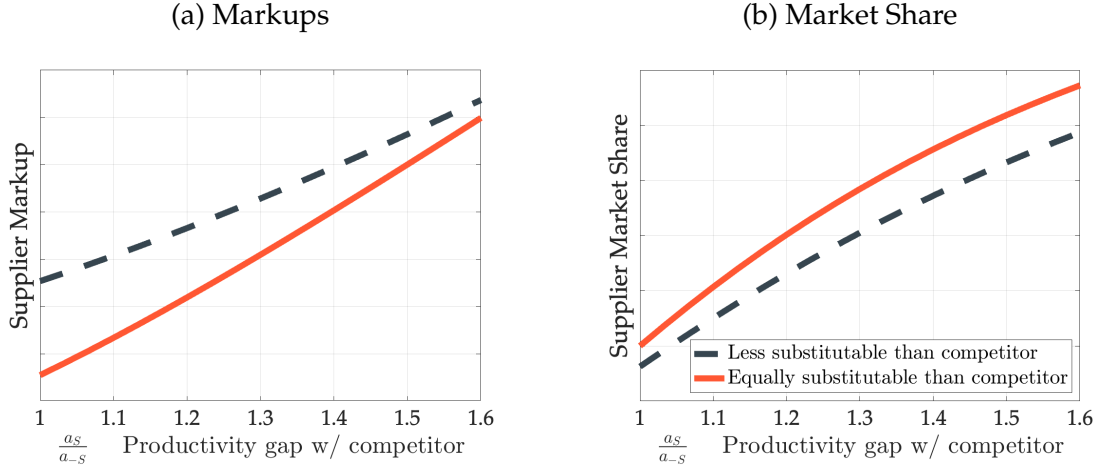 (a) Markups
Supplier Markup
1 1.1 1.2 1.3 1.4 1.5 1.6
a_S/a_{-S} Productivity gap w/ competitor
(b) Market Share
Supplier Market Share
Less substitutable than competitor
Equally substitutable than competitor
1 1.1 1.2 1.3 1.4 1.5 1.6
a_S/a_{-S} Productivity gap w/ competitor